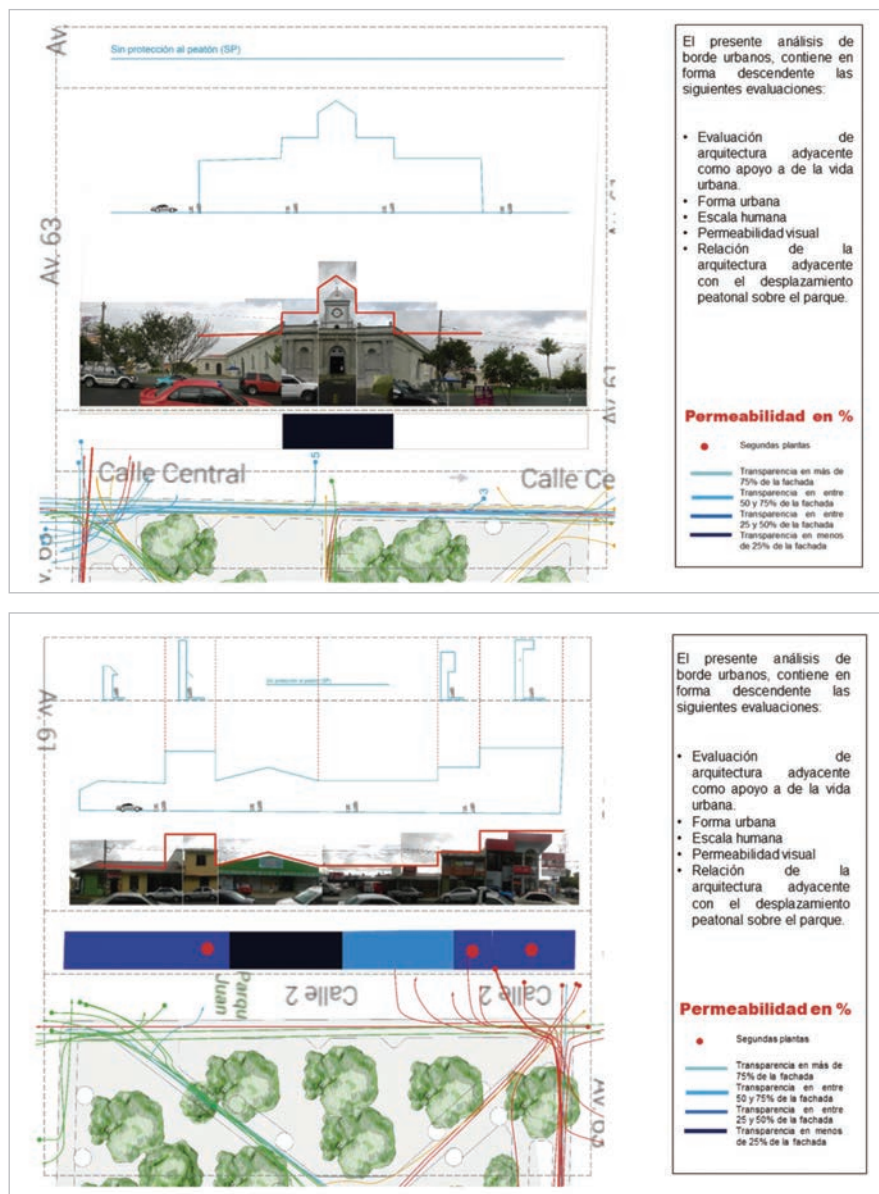 Av.
Sin protección al peatón (SP)
Av. 63
Av. 61
Calle Central
Calle Ce
v. 66
5
3
El presente análisis de
borde urbanos, contiene en
forma descendente las
siguientes evaluaciones:
• Evaluación de
arquitectura adyacente
como apoyo a de la vida
urbana.
• Forma urbana
• Escala humana
• Permeabilidad visual
• Relación de la
arquitectura adyacente
con el desplazamiento
peatonal sobre el parque.
Permeabilidad en %
Segundas plantas
Transparencia en más de
75% de la fachada
Transparencia en entre
50 y 75% de la fachada
Transparencia en entre
25 y 50% de la fachada
Transparencia en menos
de 25% de la fachada
Av. 61
Sin protección al peatón (SP)
Parqu
Juan
Calle 2
Calle 2
Av. 63
El presente análisis de
borde urbanos, contiene en
forma descendente las
siguientes evaluaciones:
• Evaluación de
arquitectura adyacente
como apoyo a de la vida
urbana.
• Forma urbana
• Escala humana
• Permeabilidad visual
• Relación de la
arquitectura adyacente
con el desplazamiento
peatonal sobre el parque.
Permeabilidad en %
Segundas plantas
Transparencia en más de
75% de la fachada
Transparencia en entre
50 y 75% de la fachada
Transparencia en entre
25 y 50% de la fachada
Transparencia en menos
de 25% de la fachada